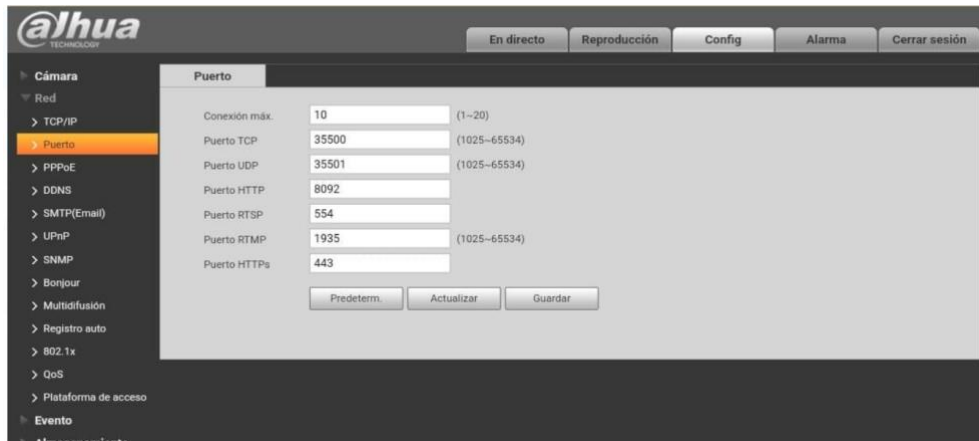 alhua
TECHNOLOGY
En directo
Reproducción
Config
Alarma
Cerrar sesión
Cámara
Red
TCP/IP
Puerto
PPPoE
DDNS
SMTP(Email)
UPnP
SNMP
Bonjour
Multidifusión
Registro auto
802.1x
QoS
Plataforma de acceso
Evento
Almacenamiento
Puerto
Conexión máx. 10 (1~20)
Puerto TCP 35500 (1025~65534)
Puerto UDP 35501 (1025~65534)
Puerto HTTP 8092
Puerto RTSP 554
Puerto RTMP 1935 (1025~65534)
Puerto HTTPs 443
Predeterm. Actualizar Guardar